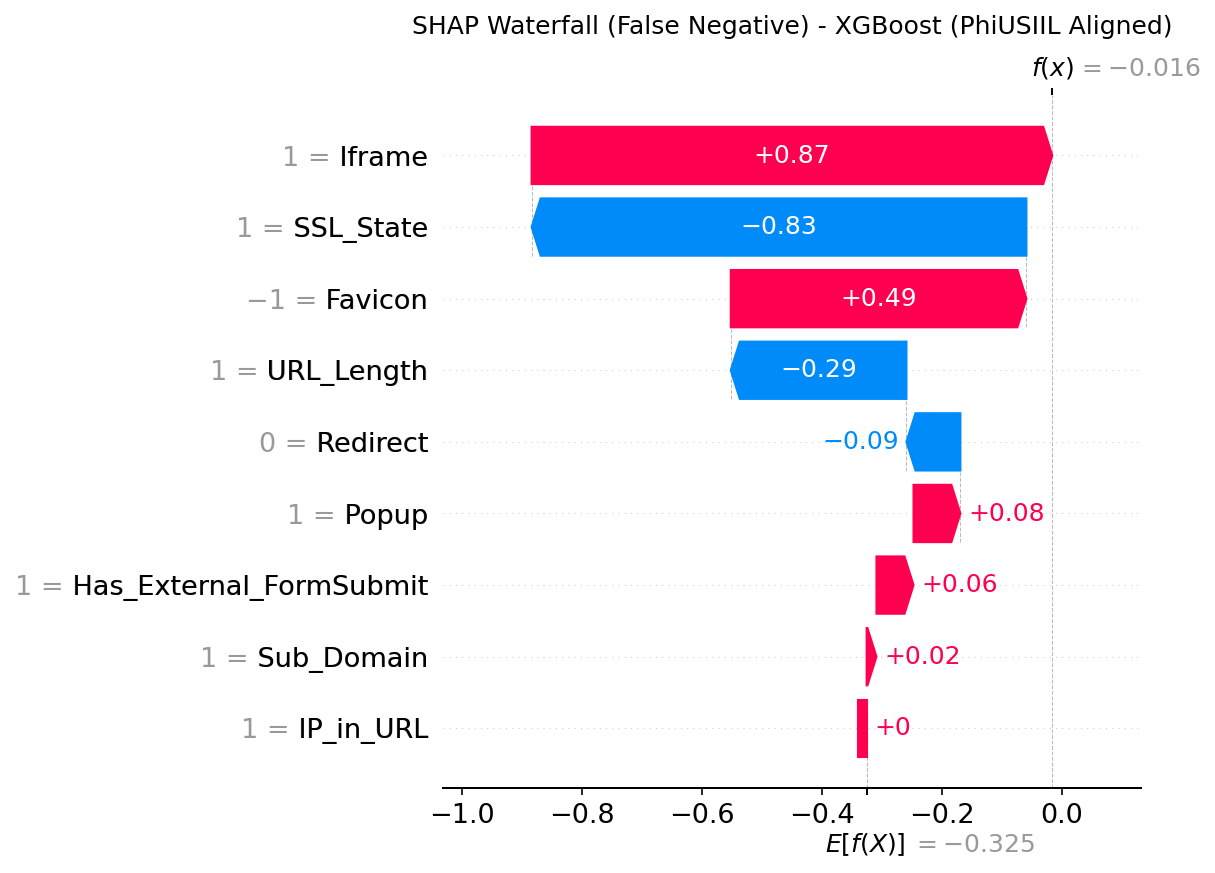 SHAP Waterfall (False Negative) - XGBoost (PhiUSIIL Aligned)
f(x) = −0.016
1 = Iframe +0.87
1 = SSL_State −0.83
−1 = Favicon +0.49
1 = URL_Length −0.29
0 = Redirect −0.09
1 = Popup +0.08
1 = Has_External_FormSubmit +0.06
1 = Sub_Domain +0.02
1 = IP_in_URL +0
−1.0 −0.8 −0.6 −0.4 −0.2 0.0
E[f(X)] = −0.325